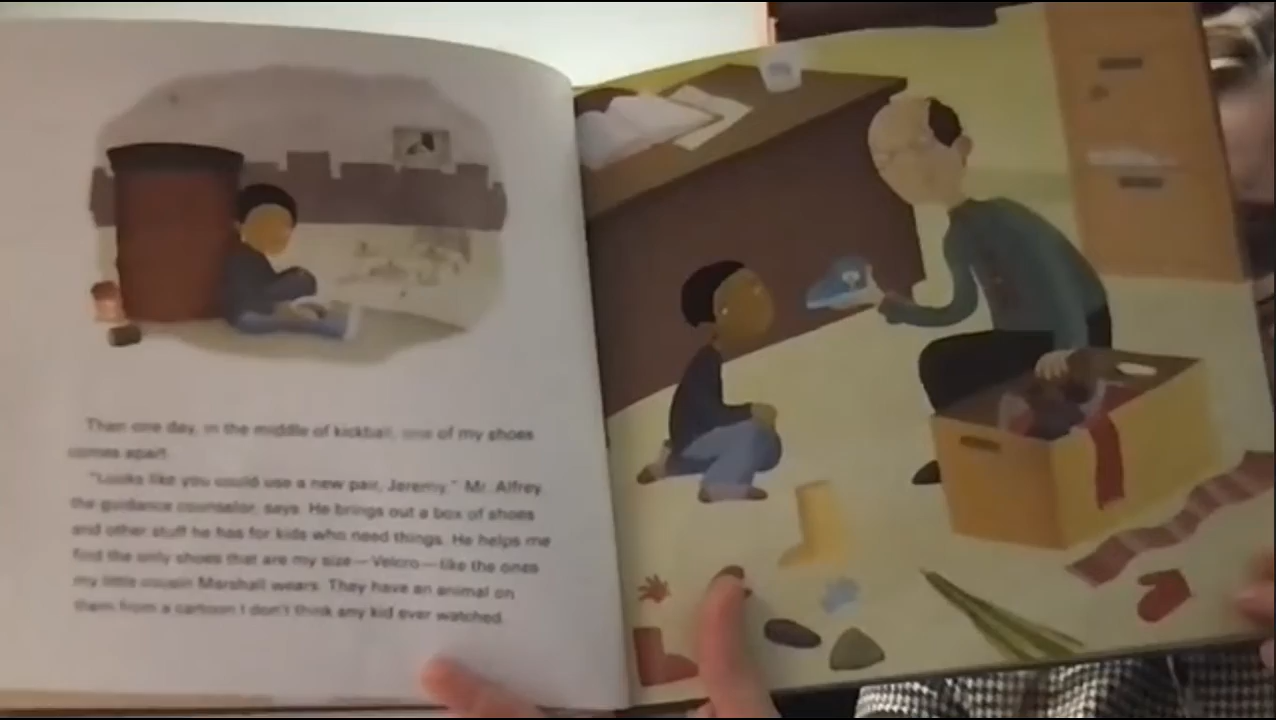 Then one day, in the middle of kickball, one of my shoes
comes apart.
"Looks like you could use a new pair, Jeremy," Mr. Alfrey,
the guidance counselor, says. He brings out a box of shoes
and other stuff he has for kids who need things. He helps me
find the only shoes that are my size—Velcro—like the ones
my little cousin Marshall wears. They have an animal on
them from a cartoon I don't think any kid ever watched.